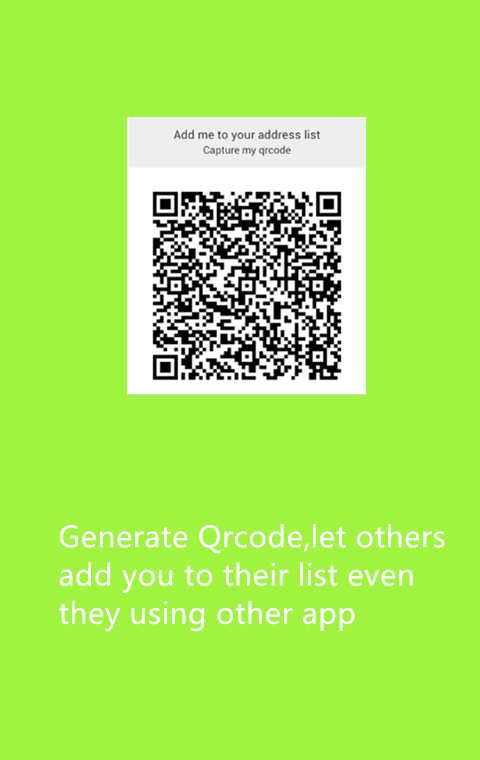 Add me to your address list
Capture my qrcode
Generate Qrcode,let others
add you to their list even
they using other app